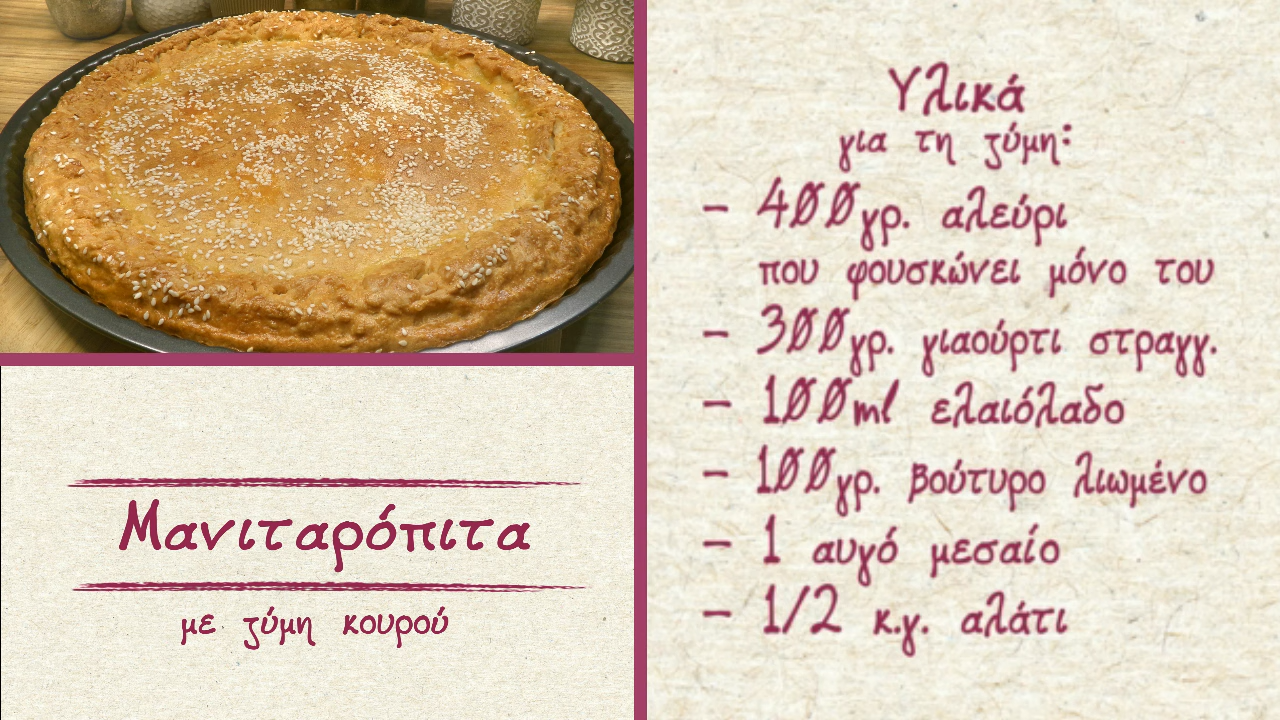 Μανιταρόπιτα
με ζύμη κουρού
Υλικά
για τη ζύμη:
- 400γρ. αλεύρι
που φουσκώνει μόνο του
- 300γρ. γιαούρτι στραγγ.
- 100ml ελαιόλαδο
- 100γρ. βούτυρο λιωμένο
- 1 αυγό μεσαίο
- 1/2 κ.γ. αλάτι